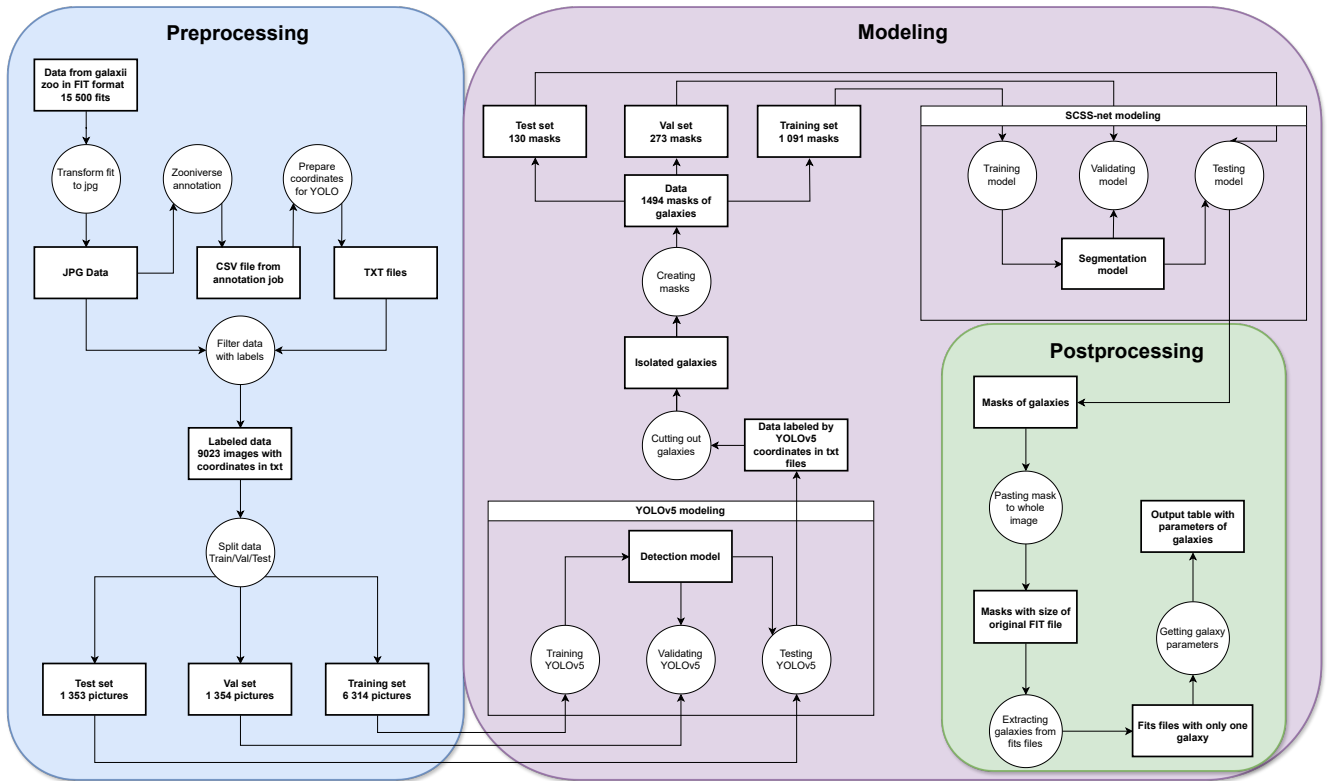 Preprocessing
Data from galaxii
zoo in FIT format
15 500 fits
Transform fit
to jpg
Zooniverse
annotation
Prepare
coordinates
for YOLO
JPG Data
CSV file from
annotation job
TXT files
Filter data
with labels
Labeled data
9023 images with
coordinates in txt
Split data
Train/Val/Test
Test set
1 353 pictures
Val set
1 354 pictures
Training set
6 314 pictures
Modeling
Test set
130 masks
Val set
273 masks
Training set
1 091 masks
Data
1494 masks of
galaxies
Creating
masks
Isolated galaxies
Cutting out
galaxies
Data labeled by
YOLOv5
coordinates in txt
files
YOLOv5 modeling
Detection model
Training
YOLOv5
Validating
YOLOv5
Testing
YOLOv5
SCSS-net modeling
Training
model
Validating
model
Testing
model
Segmentation
model
Postprocessing
Masks of galaxies
Pasting mask
to whole
image
Masks with size of
original FIT file
Extracting
galaxies from
fits files
Fits files with only one
galaxy
Getting galaxy
parameters
Output table with
parameters of
galaxies